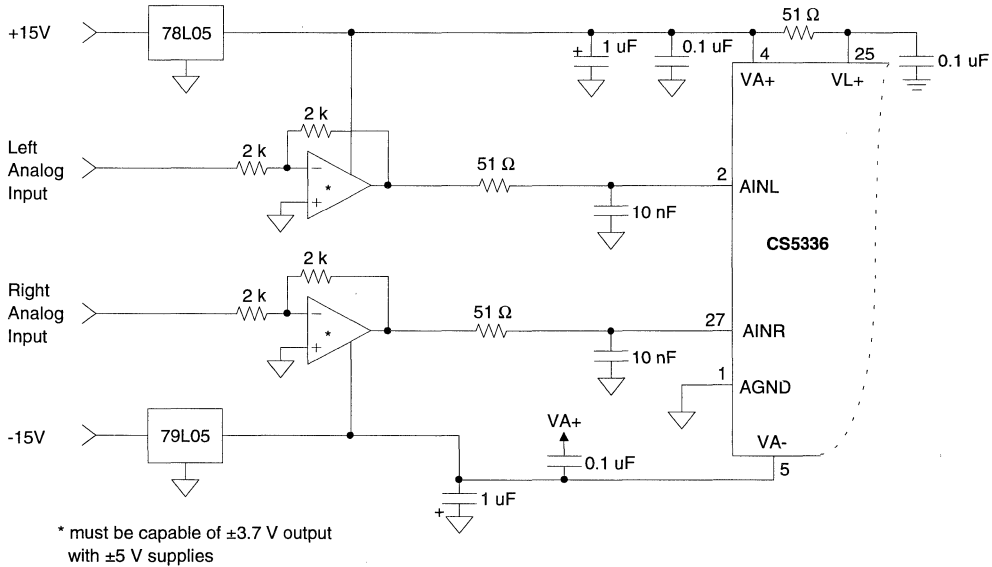 +15V
78L05
1 uF
+
0.1 uF
51 Ω
4
25
0.1 uF
VA+
VL+
Left
Analog
Input
2 k
2 k
−
*
+
51 Ω
10 nF
2
AINL
CS5336
Right
Analog
Input
2 k
2 k
−
*
+
51 Ω
10 nF
27
AINR
1
AGND
-15V
79L05
VA+
0.1 uF
VA-
5
1 uF
+
* must be capable of ±3.7 V output
with ±5 V supplies